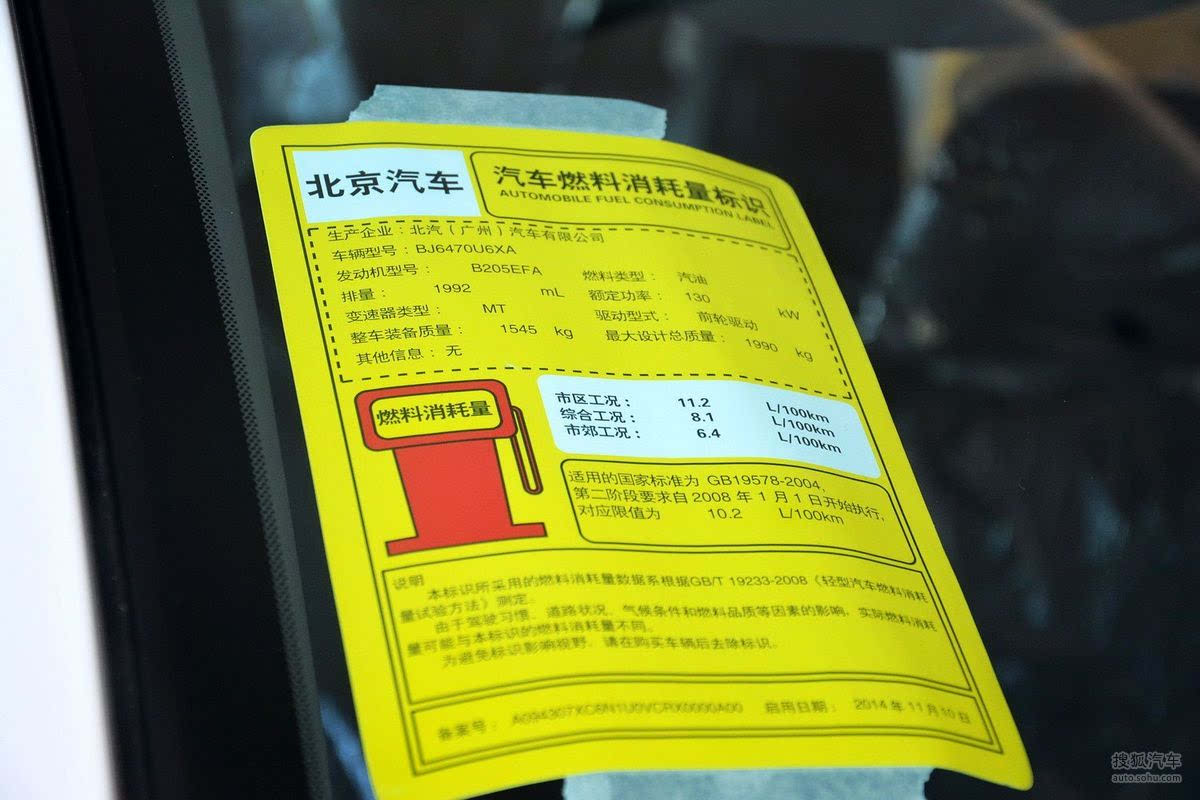 北京汽车
汽车燃料消耗量标识
AUTOMOBILE FUEL CONSUMPTION LABEL
生产企业：北汽（广州）汽车有限公司
车辆型号：BJ6470U6XA
发动机型号： B205EFA 燃料类型： 汽油
排量： 1992 mL 额定功率： 130 kW
变速器类型： MT 驱动型式： 前轮驱动
整车装备质量： 1545 kg 最大设计总质量： 1990 kg
其他信息：无
燃料消耗量
市区工况： 11.2 L/100km
综合工况： 8.1 L/100km
市郊工况： 6.4 L/100km
适用的国家标准为 GB19578-2004,
第二阶段要求自2008年1月1日开始执行,
对应限值为 10.2 L/100km
说明
本标识所采用的燃料消耗量数据系根据GB/T 19233-2008《轻型汽车燃料消耗
量试验方法》测定。
由于驾驶习惯、道路状况、气候条件和燃料品质等因素的影响，实际燃料消耗
量可能与本标识的燃料消耗量不同。
为避免标识影响视野，请在购买车辆后去除标识。
备案号： 启用日期： 2014年11月10日
搜狐汽车
auto.sohu.com